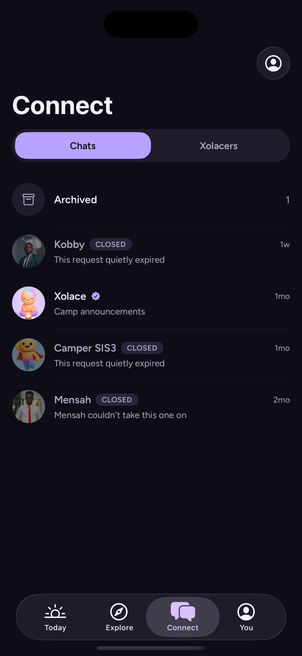 Connect
Chats
Xolacers
Archived
1
Kobby CLOSED 1w
This request quietly expired
Xolace 1mo
Camp announcements
Camper SIS3 CLOSED 1mo
This request quietly expired
Mensah CLOSED 2mo
Mensah couldn't take this one on
Today
Explore
Connect
You